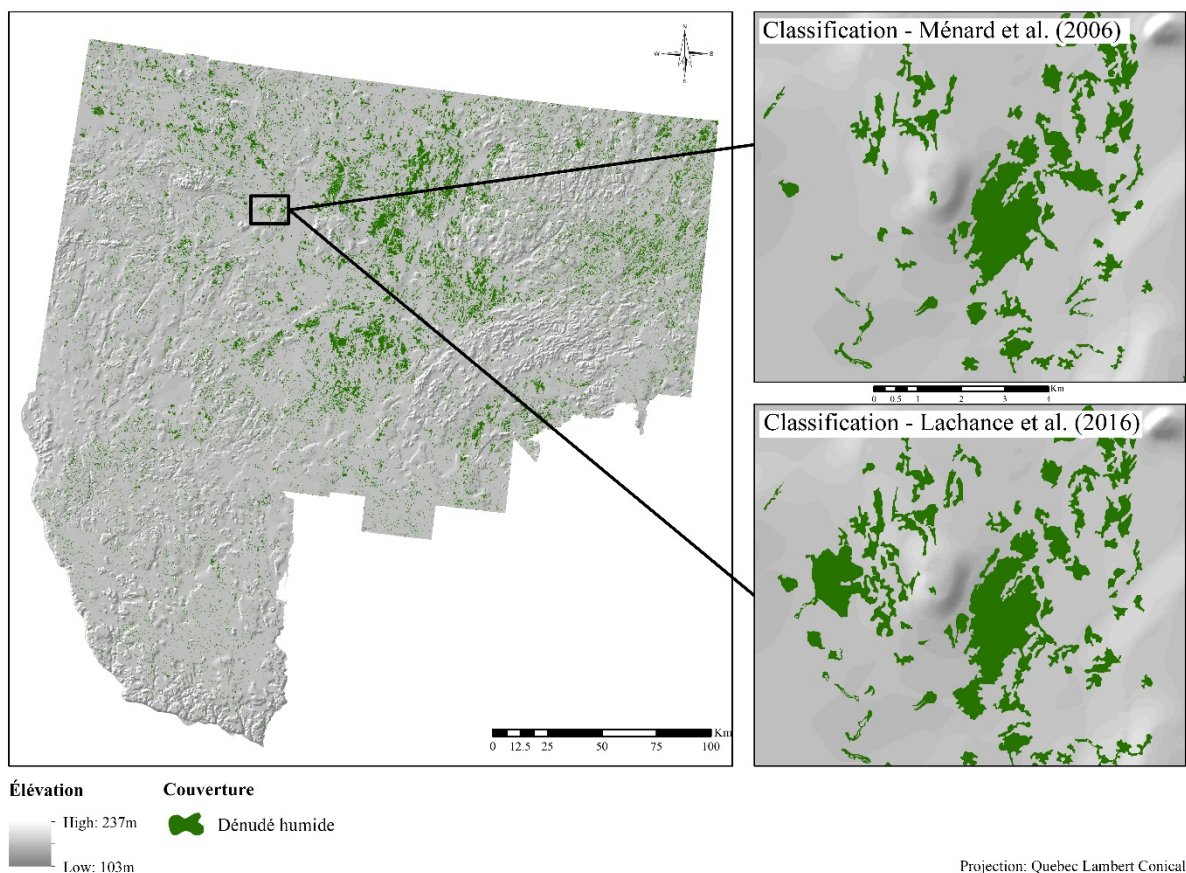 N
W E
S
Km
0 12.5 25 50 75 100
Classification - Ménard et al. (2006)
Km
0 0.5 1 2 3 4
Classification - Lachance et al. (2016)
Élévation
High: 237m
Low: 103m
Couverture
Dénudé humide
Projection: Quebec Lambert Conical